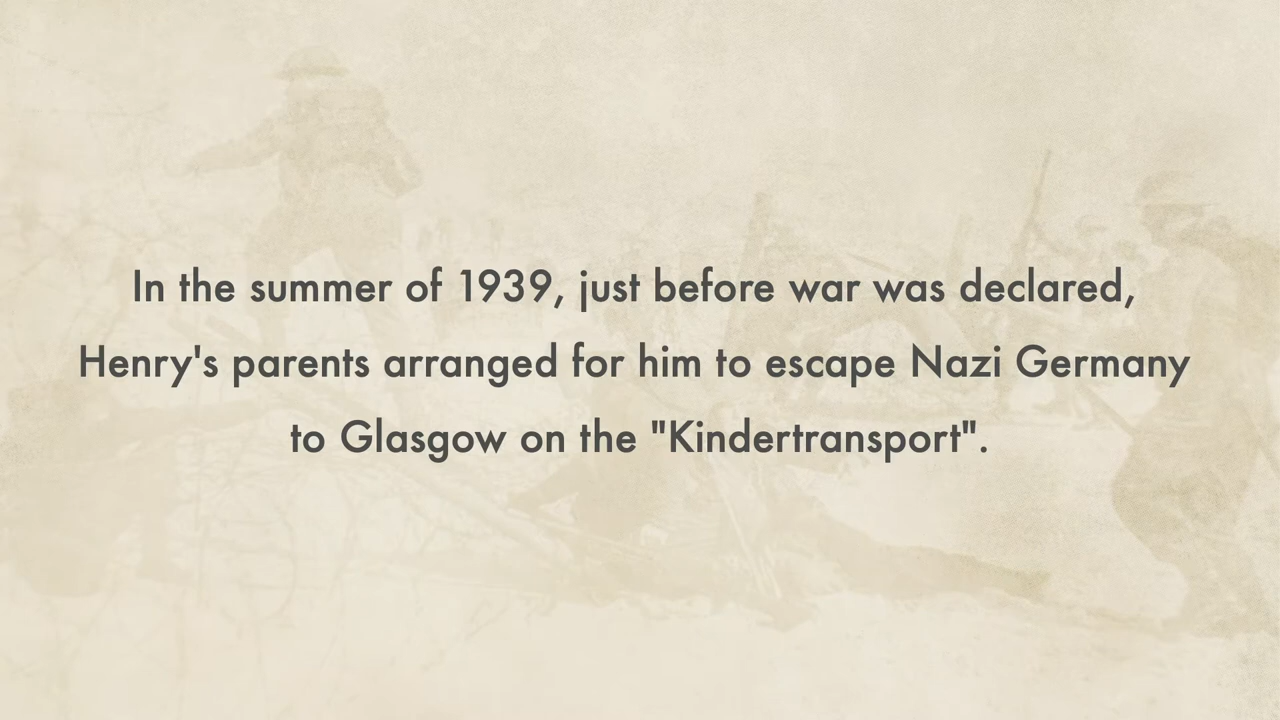 In the summer of 1939, just before war was declared,
Henry's parents arranged for him to escape Nazi Germany
to Glasgow on the "Kindertransport".